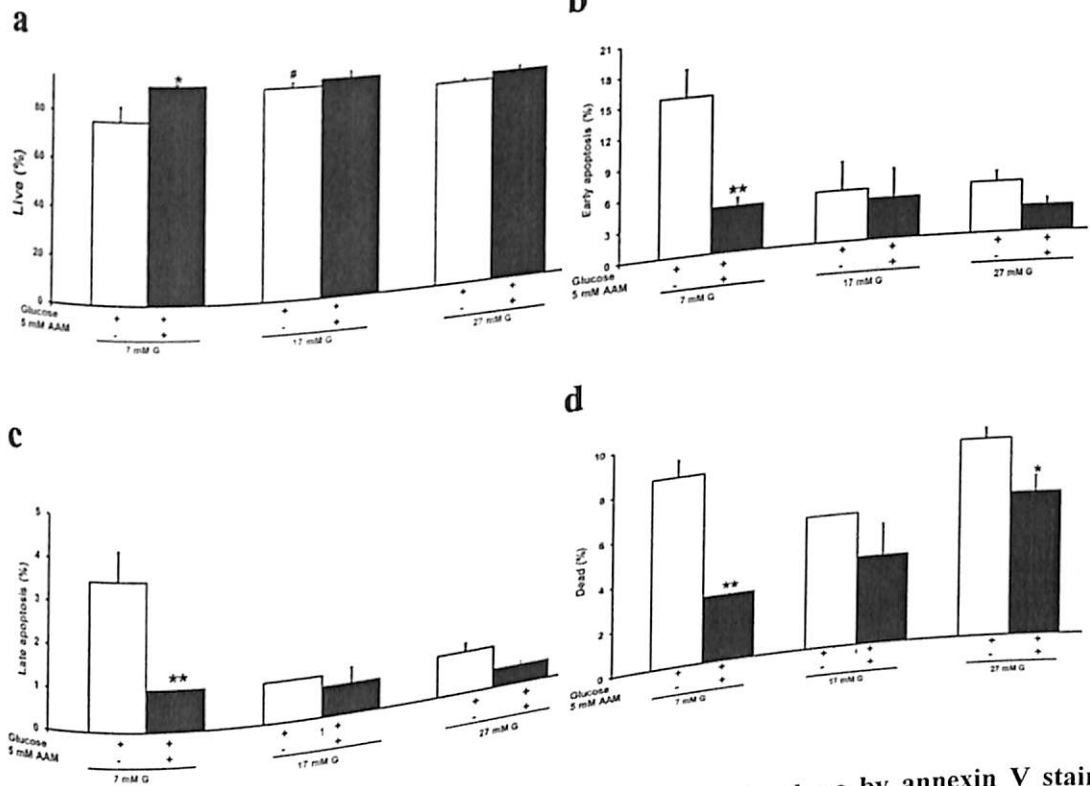 a
*
#
80
60
40
20
0
Live (%)
Glucose + + + + + +
5 mM AAM - + - + - +
7 mM G 17 mM G 27 mM G
b
21
18
15
12
9
6
3
0
Early apoptosis (%)
**
Glucose + + + + + +
5 mM AAM - + - + - +
7 mM G 17 mM G 27 mM G
c
5
4
3
2
1
0
Late apoptosis (%)
**
Glucose + + + + + +
5 mM AAM - + - + - +
7 mM G 17 mM G 27 mM G
d
10
8
6
4
2
0
Dead (%)
**
*
Glucose + + + + + +
5 mM AAM - + - + - +
7 mM G 17 mM G 27 mM G
by annexin V stain